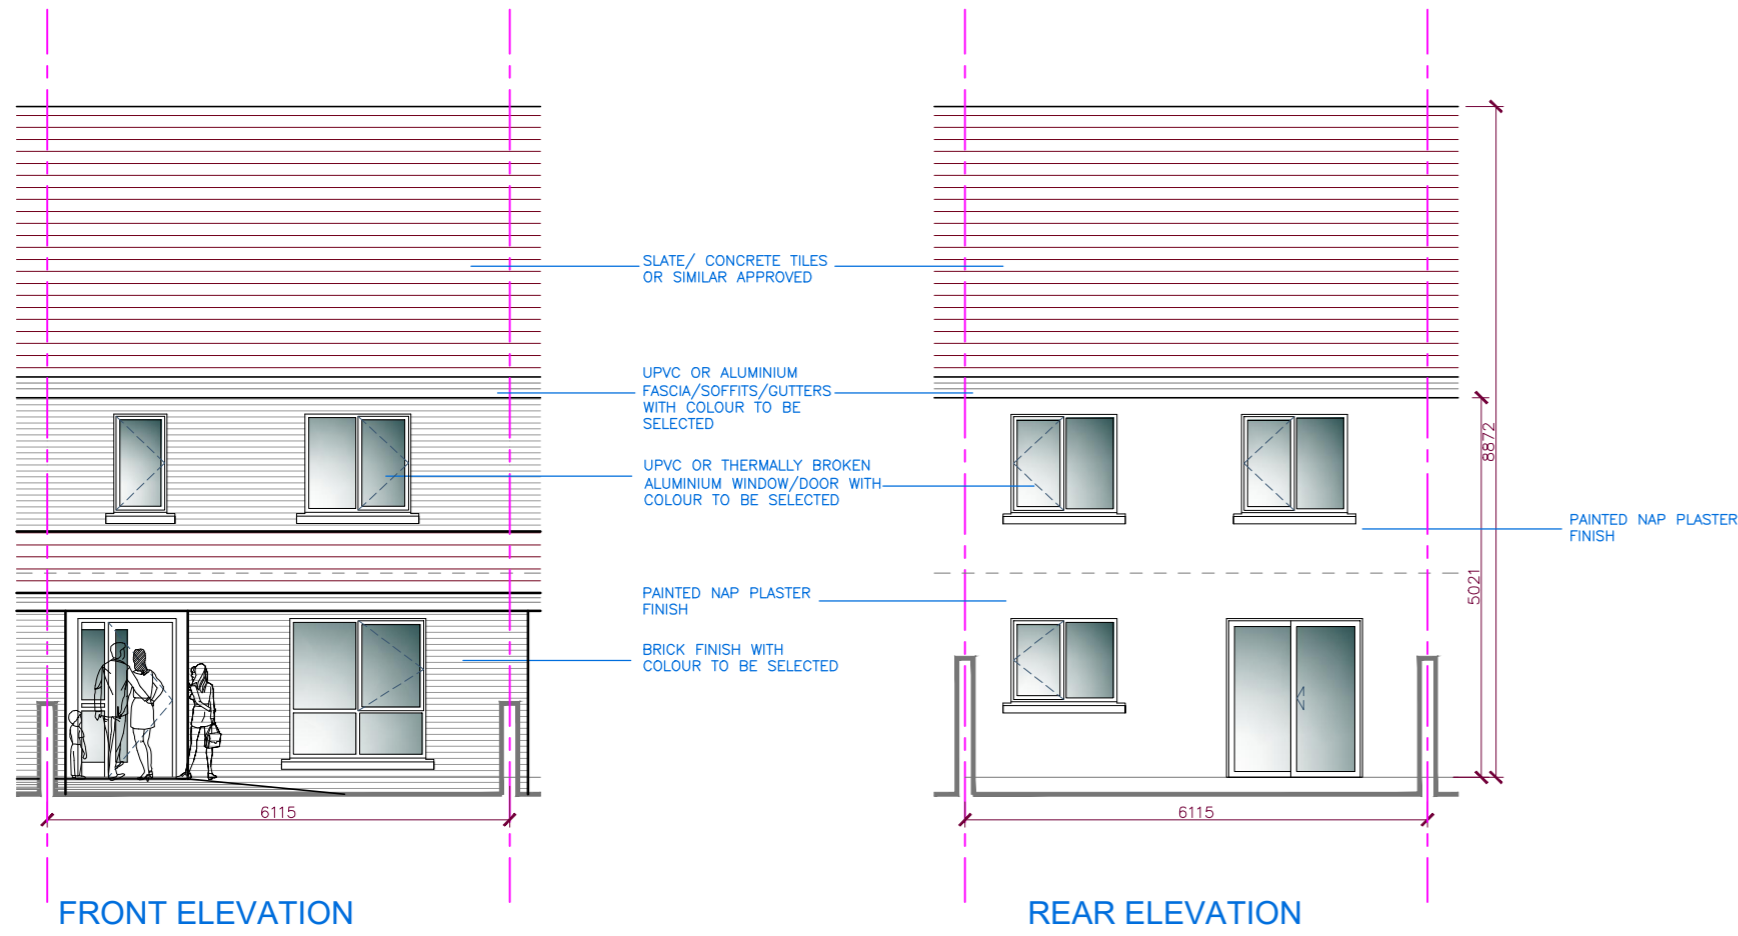 SLATE/ CONCRETE TILES
OR SIMILAR APPROVED
UPVC OR ALUMINIUM
FASCIA/SOFFITS/GUTTERS
WITH COLOUR TO BE
SELECTED
UPVC OR THERMALLY BROKEN
ALUMINIUM WINDOW/DOOR WITH
COLOUR TO BE SELECTED
PAINTED NAP PLASTER
FINISH
BRICK FINISH WITH
COLOUR TO BE SELECTED
8872
5021
PAINTED NAP PLASTER
FINISH
6115
6115
FRONT ELEVATION
REAR ELEVATION